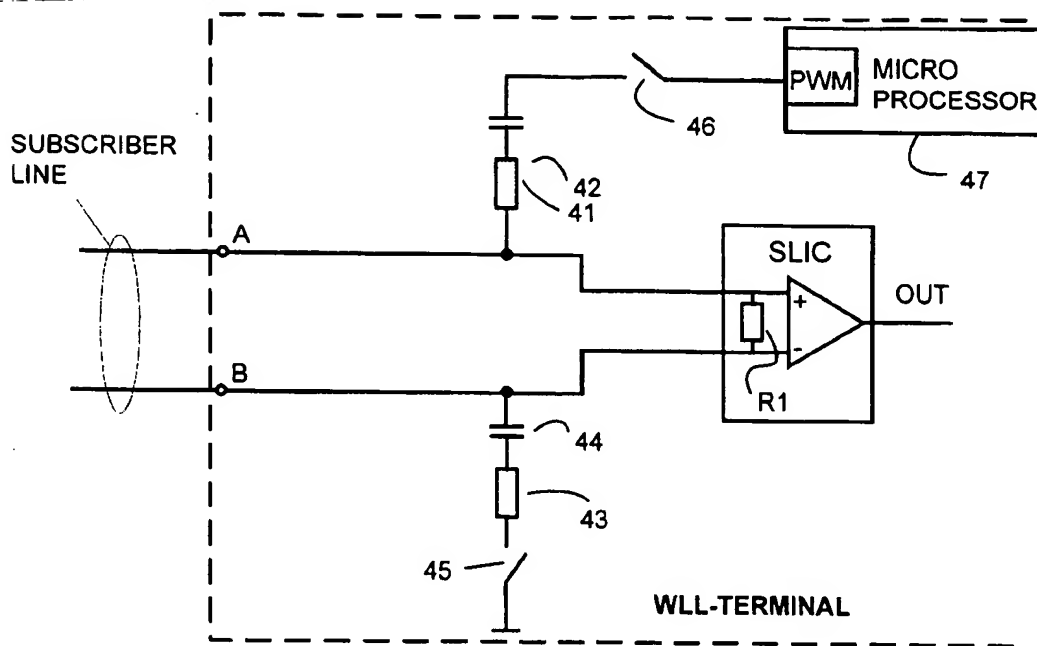 PWM
MICRO
PROCESSOR
46
47
SUBSCRIBER
LINE
42
41
A
SLIC
+
-
OUT
R1
B
44
43
45
WLL-TERMINAL